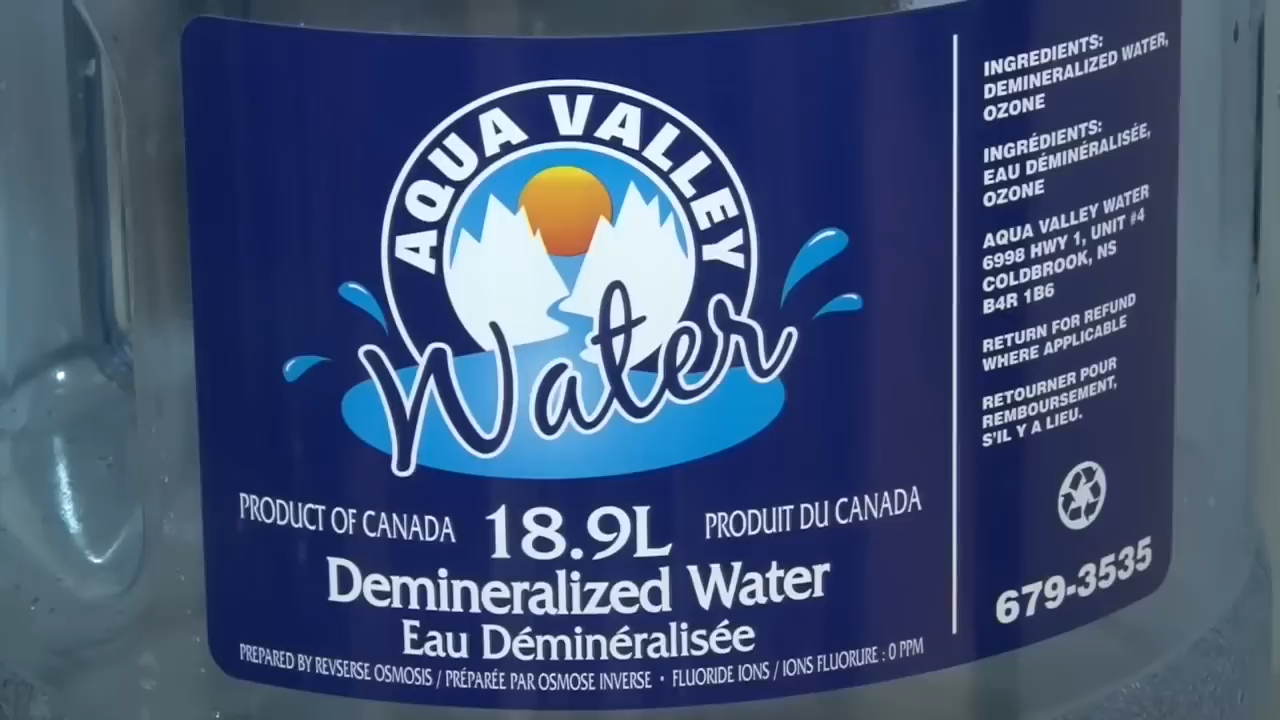 AQUA VALLEY
Water
PRODUCT OF CANADA
18.9L
PRODUIT DU CANADA
Demineralized Water
Eau Déminéralisée
PREPARED BY REVSERSE OSMOSIS / PRÉPARÉE PAR OSMOSE INVERSE • FLUORIDE IONS / IONS FLUORURE : 0 PPM
INGREDIENTS:
DEMINERALIZED WATER,
OZONE
INGRÉDIENTS:
EAU DÉMINÉRALISÉE,
OZONE
AQUA VALLEY WATER
6998 HWY 1, UNIT #4
COLDBROOK, NS
B4R 1B6
RETURN FOR REFUND
WHERE APPLICABLE
RETOURNER POUR
REMBOURSEMENT,
S'IL Y A LIEU.
679-3535